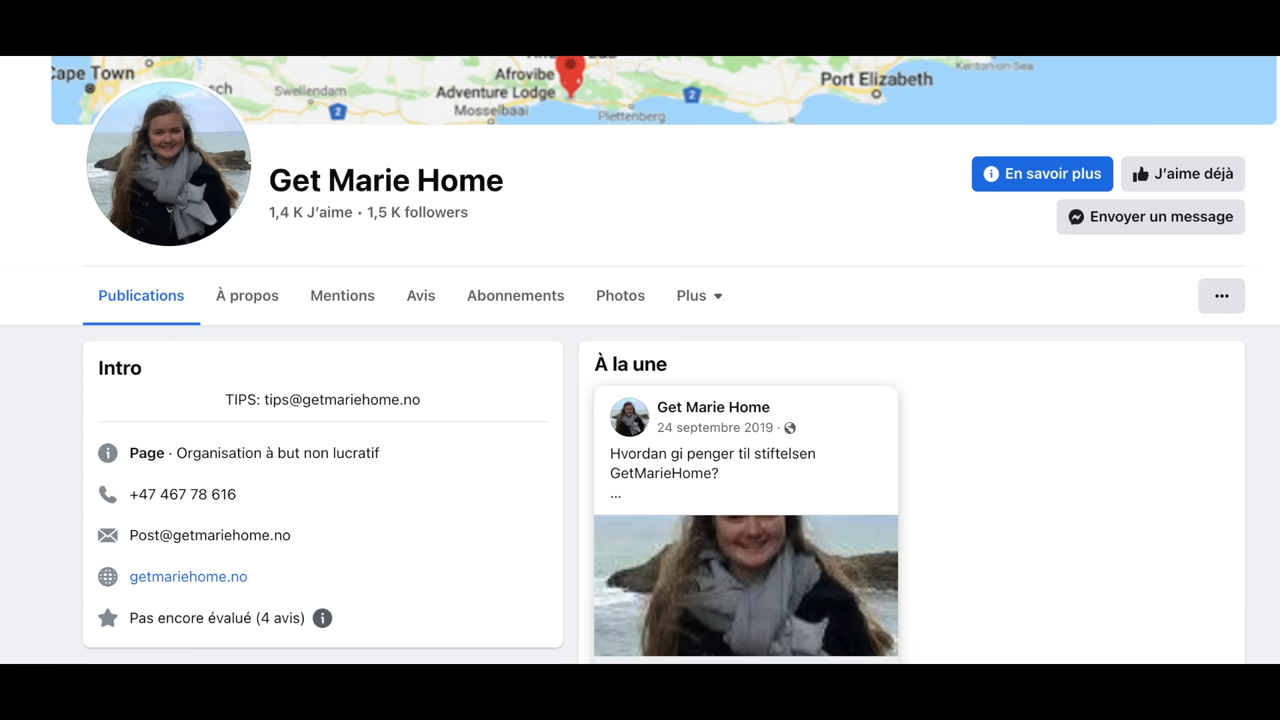 Cape Town
Afrovibe
Adventure Lodge
Swellendam
2
Mosselbaai
2
Plettenberg
Port Elizabeth
Kenton-on-Sea
Get Marie Home
1,4 K J’aime · 1,5 K followers
En savoir plus
J’aime déjà
Envoyer un message
Publications
À propos
Mentions
Avis
Abonnements
Photos
Plus
Intro
TIPS: tips@getmariehome.no
Page · Organisation à but non lucratif
+47 467 78 616
Post@getmariehome.no
getmariehome.no
Pas encore évalué (4 avis)
À la une
Get Marie Home
24 septembre 2019 ·
Hvordan gi penger til stiftelsen
GetMarieHome?
...